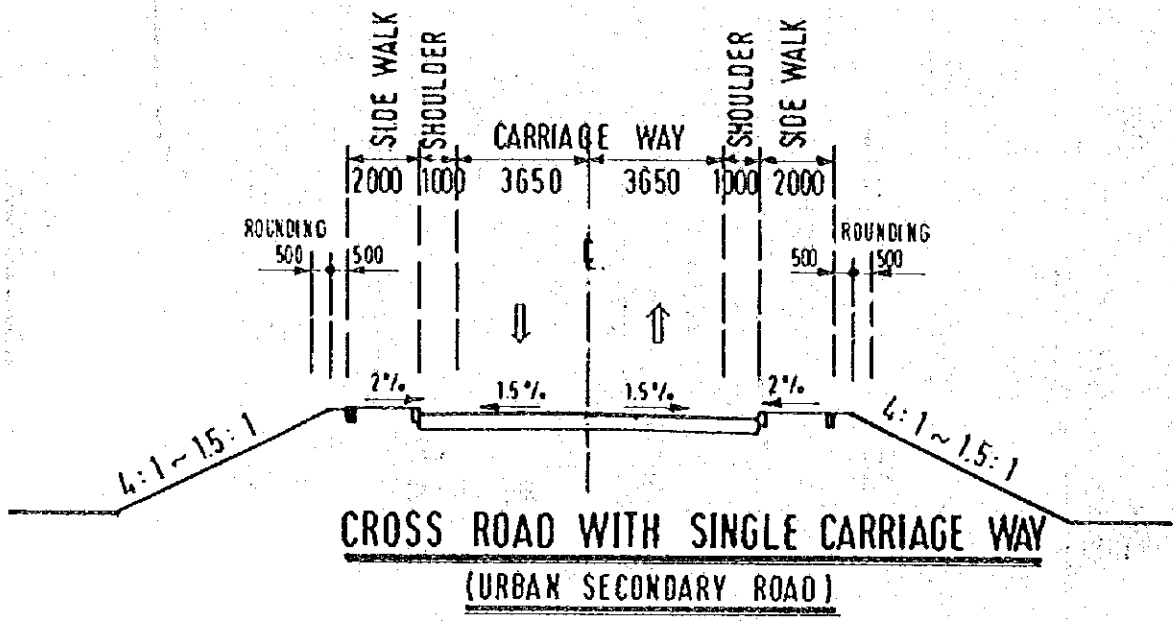 SIDE WALK
SHOULDER
CARRIAGE WAY
SHOULDER
SIDE WALK
2000 1000 3650 3650 1000 2000
ROUNDING
500 500
ROUNDING
500 500
2% 1.5% 1.5% 2%
4:1~1.5:1
4:1~1.5:1
CROSS ROAD WITH SINGLE CARRIAGE WAY
(URBAN SECONDARY ROAD)